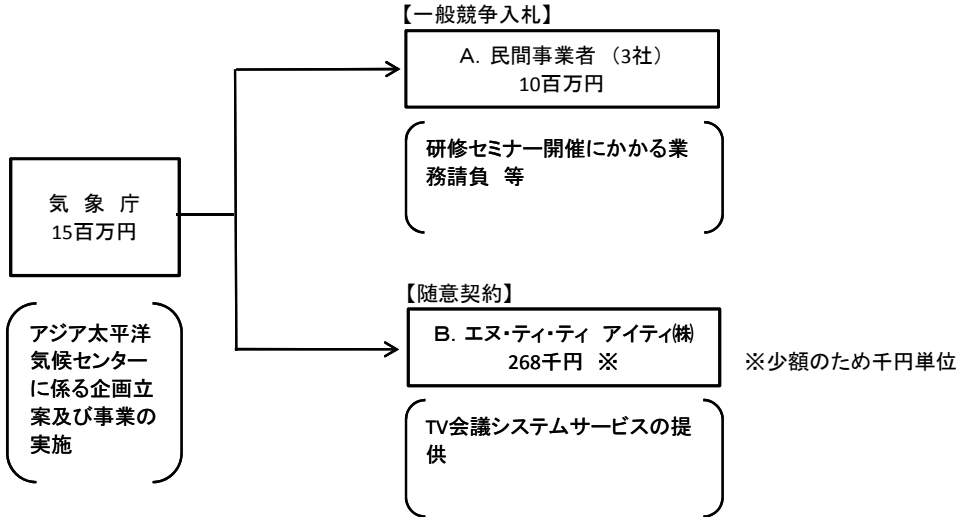 【一般競争入札】
A. 民間事業者 （3社）
10百万円
研修セミナー開催にかかる業
務請負 等
気 象 庁
15百万円
アジア太平洋
気候センター
に係る企画立
案及び事業の
実施
【随意契約】
B. エヌ・ティ・ティ アイティ㈱
268千円 ※
※少額のため千円単位
TV会議システムサービスの提
供